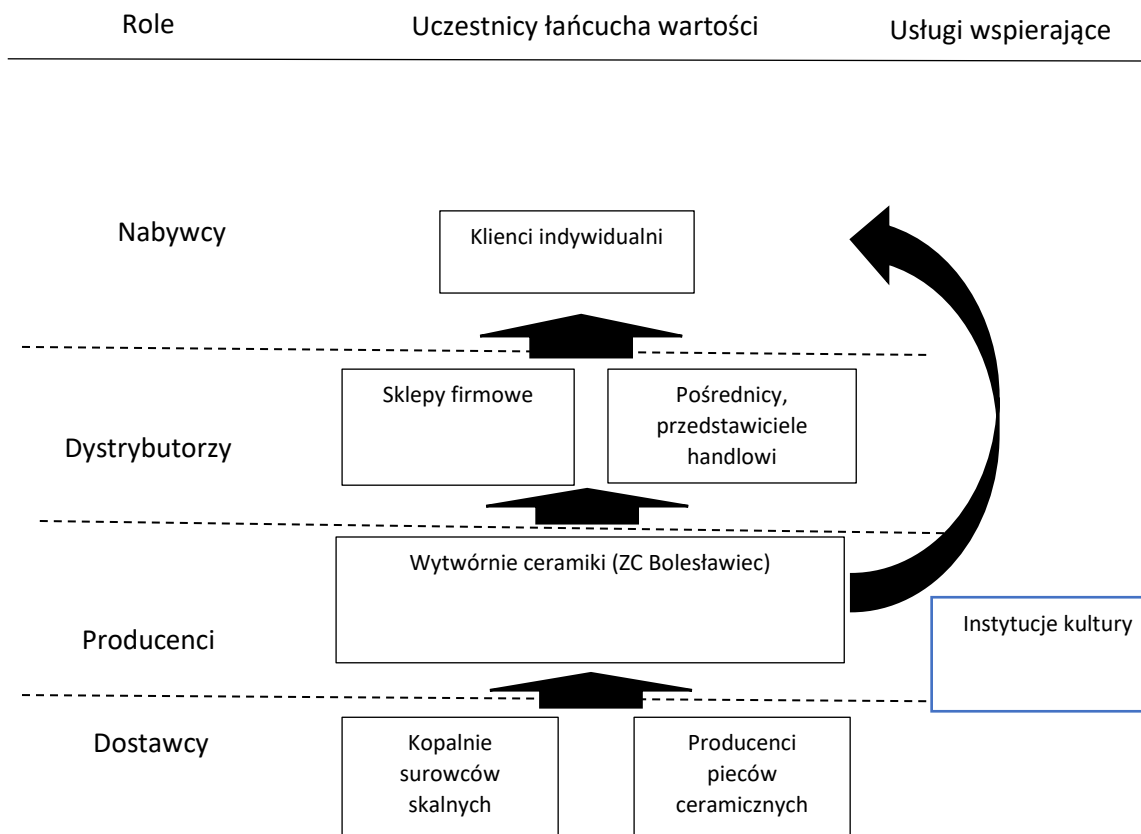 Role
Uczestnicy łańcucha wartości
Usługi wspierające
Nabywcy
Klienci indywidualni
Dystrybutorzy
Sklepy firmowe
Pośrednicy,
przedstawiciele
handlowi
Producenci
Wytwórnie ceramiki (ZC Bolesławiec)
Instytucje kultury
Dostawcy
Kopalnie
surowców
skalnych
Producenci
pieców
ceramicznych